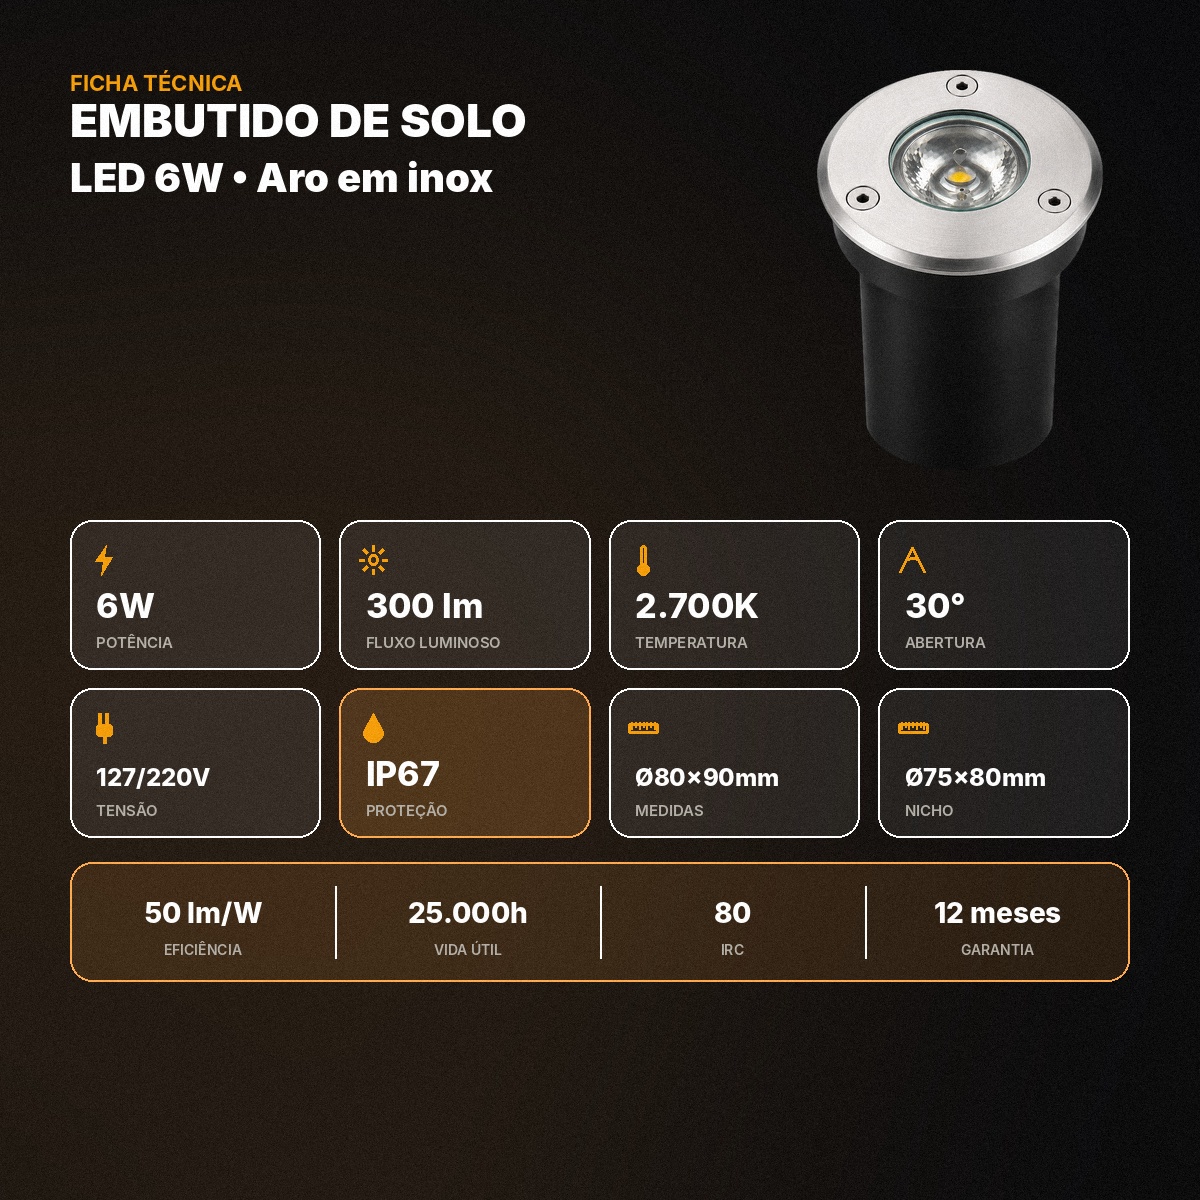 FICHA TÉCNICA
EMBUTIDO DE SOLO
LED 6W • Aro em inox
6W
POTÊNCIA
300 lm
FLUXO LUMINOSO
2.700K
TEMPERATURA
30°
ABERTURA
127/220V
TENSÃO
IP67
PROTEÇÃO
Ø80×90mm
MEDIDAS
Ø75×80mm
NICHO
50 lm/W
EFICIÊNCIA
25.000h
VIDA ÚTIL
80
IRC
12 meses
GARANTIA